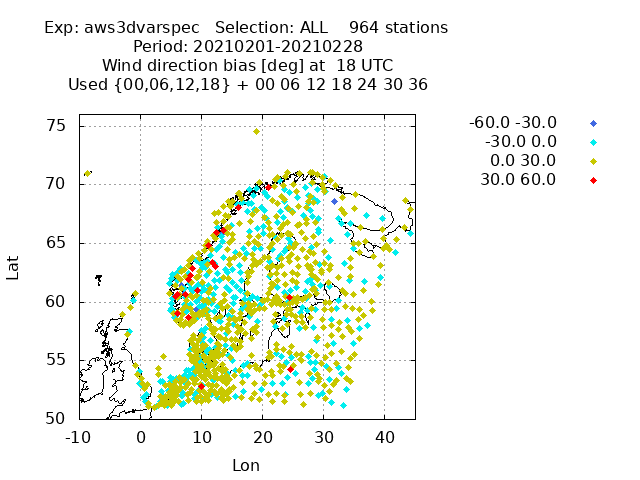 Exp: aws3dvarspec Selection: ALL 964 stations
Period: 20210201-20210228
Wind direction bias [deg] at 18 UTC
Used {00,06,12,18} + 00 06 12 18 24 30 36
-60.0 -30.0
-30.0 0.0
0.0 30.0
30.0 60.0
75
70
65
60
55
50
Lat
-10 0 10 20 30 40
Lon